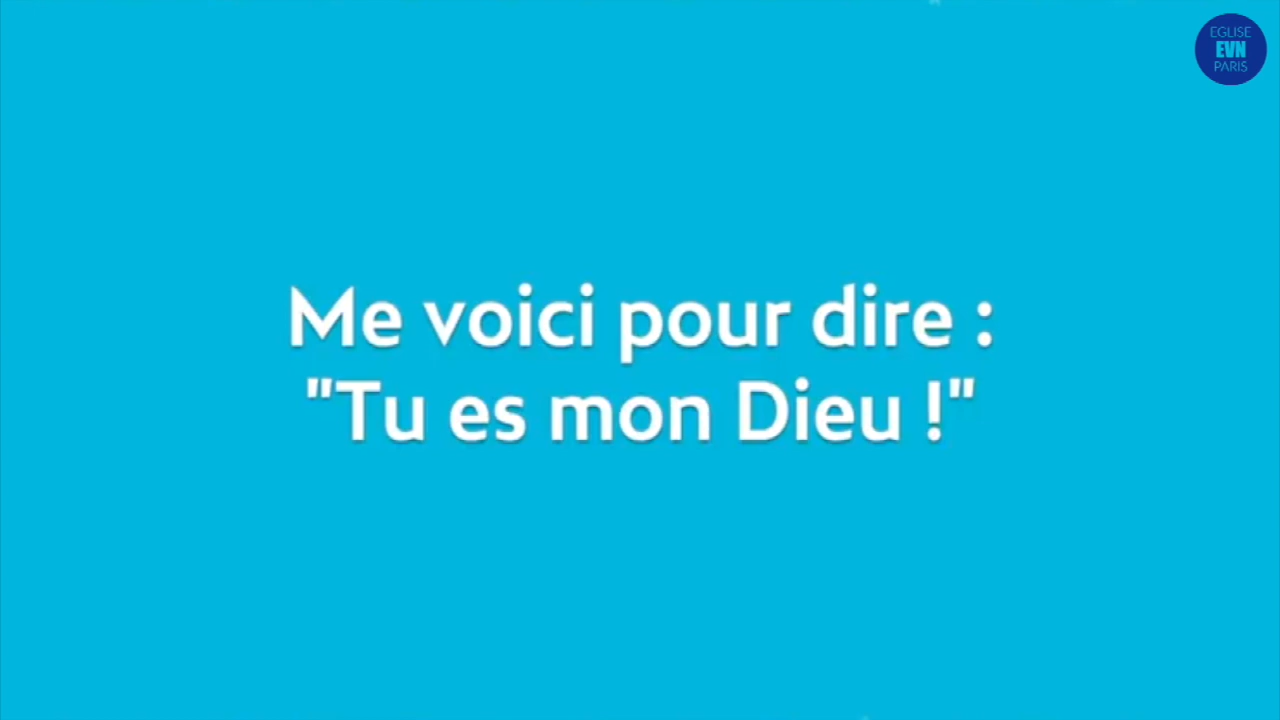 EGLISE
EVN
PARIS
Me voici pour dire :
"Tu es mon Dieu !"